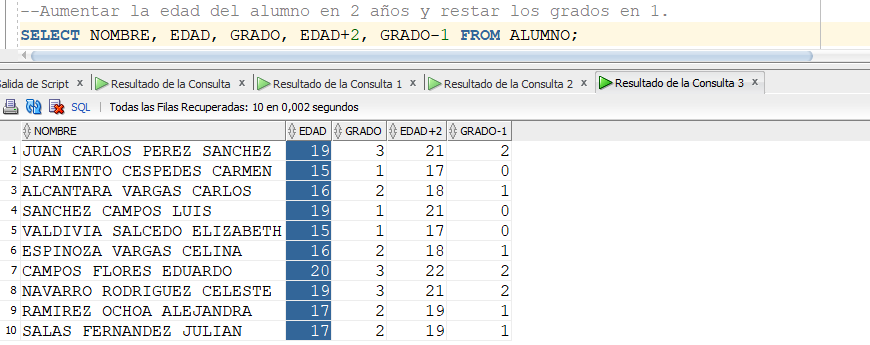 --Aumentar la edad del alumno en 2 años y restar los grados en 1.
SELECT NOMBRE, EDAD, GRADO, EDAD+2, GRADO-1 FROM ALUMNO;
alida de Script x Resultado de la Consulta x Resultado de la Consulta 1 x Resultado de la Consulta 2 x Resultado de la Consulta 3 x
SQL | Todas las Filas Recuperadas: 10 en 0,002 segundos
NOMBRE EDAD GRADO EDAD+2 GRADO-1
1 JUAN CARLOS PEREZ SANCHEZ 19 3 21 2
2 SARMIENTO CESPEDES CARMEN 15 1 17 0
3 ALCANTARA VARGAS CARLOS 16 2 18 1
4 SANCHEZ CAMPOS LUIS 19 1 21 0
5 VALDIVIA SALCEDO ELIZABETH 15 1 17 0
6 ESPINOZA VARGAS CELINA 16 2 18 1
7 CAMPOS FLORES EDUARDO 20 3 22 2
8 NAVARRO RODRIGUEZ CELESTE 19 3 21 2
9 RAMIREZ OCHOA ALEJANDRA 17 2 19 1
10 SALAS FERNANDEZ JULIAN 17 2 19 1